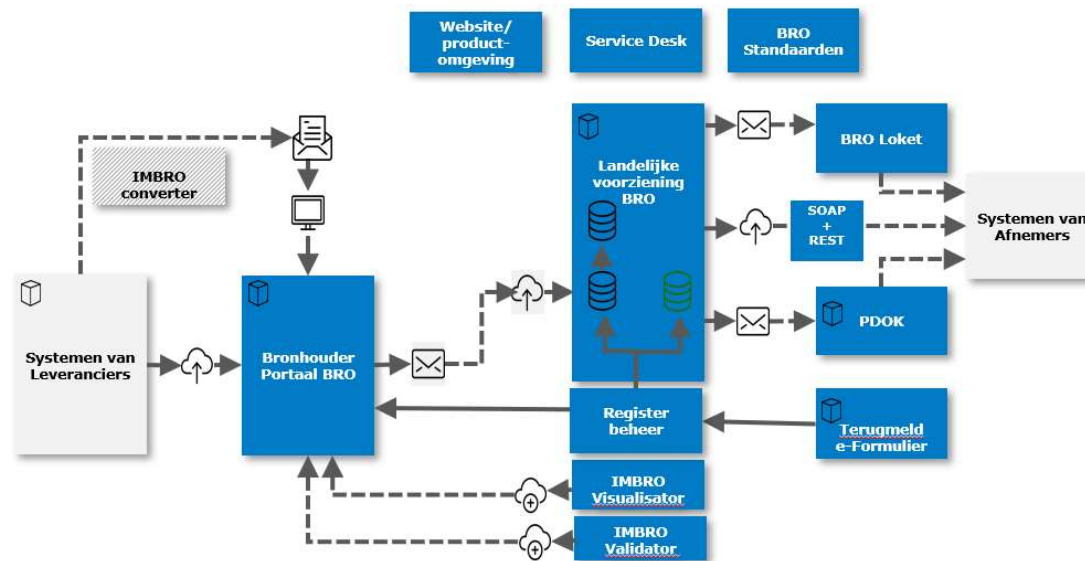 Website/
product-
omgeving
Service Desk
BRO
Standaarden
IMBRO
converter
Landelijke
voorziening
BRO
BRO Loket
SOAP
+
REST
Systemen van
Afnemers
Systemen van
Leveranciers
Bronhouder
Portaal BRO
PDOK
Register
beheer
Terugmeld
e-Formulier
IMBRO
Visualisator
IMBRO
Validator